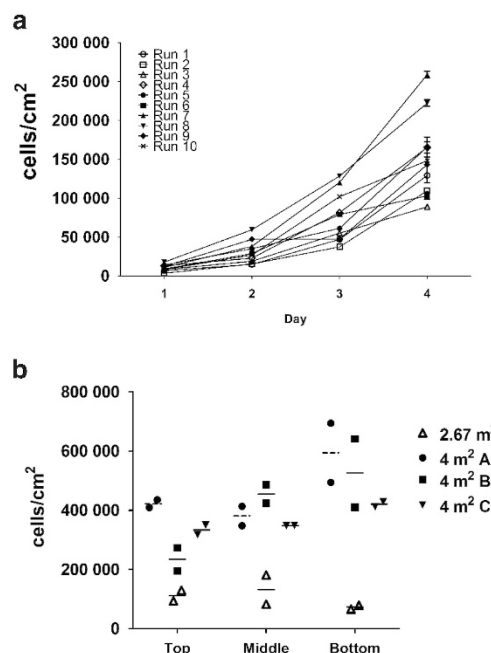 a
300 000
250 000
200 000
150 000
100 000
50 000
0
cells/cm²
Run 1
Run 2
Run 3
Run 4
Run 5
Run 6
Run 7
Run 8
Run 9
Run 10
1 2 3 4
Day
b
800 000
600 000
400 000
200 000
0
cells/cm²
2.67 m
4 m² A
4 m² B
4 m² C
Top Middle Bottom